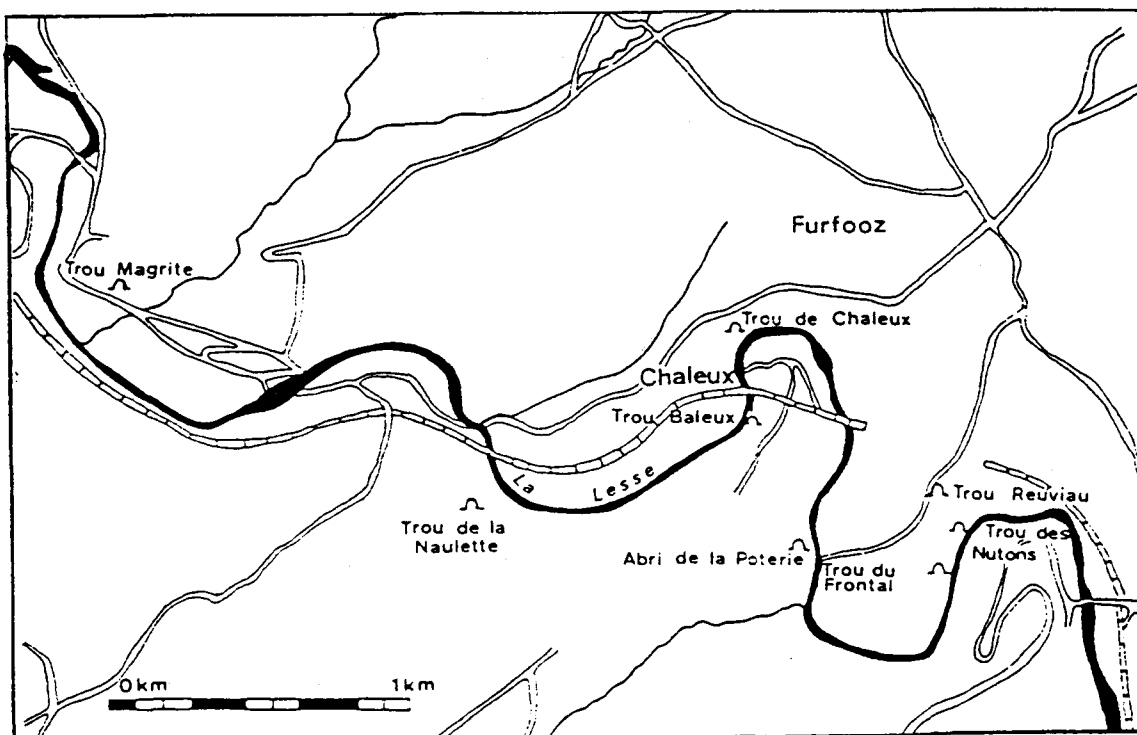 Furfooz
Trou Magrite
Trou de Chaleux
Chaleux
Trou Baleux
La Lesse
Trou Reuviau
Trou de la
Naulette
Trou des
Nutons
Abri de la Poterie
Trou du
Frontal
0km 1km